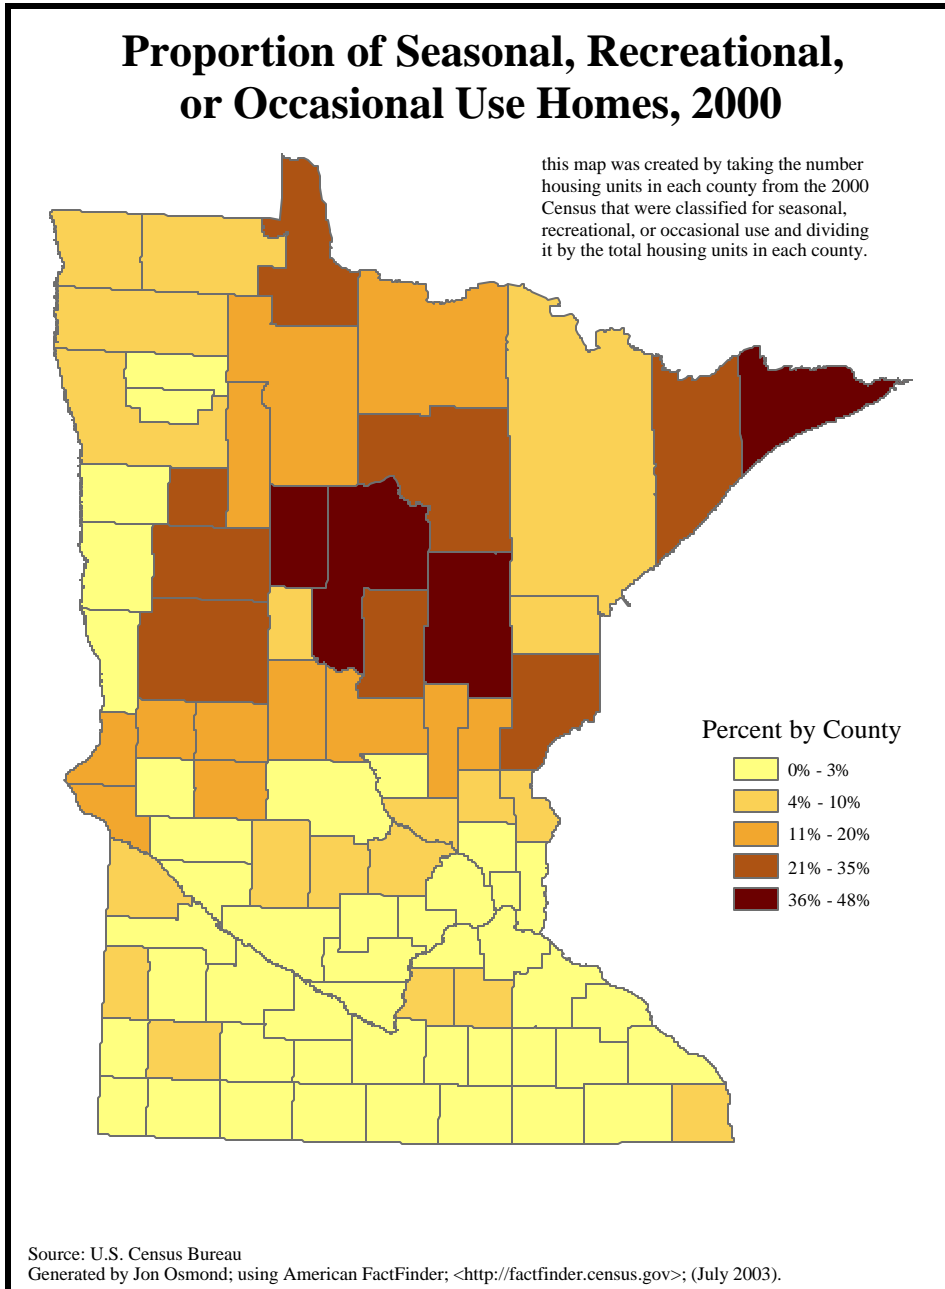 Proportion of Seasonal, Recreational,
or Occasional Use Homes, 2000
this map was created by taking the number
housing units in each county from the 2000
Census that were classified for seasonal,
recreational, or occasional use and dividing
it by the total housing units in each county.
Percent by County
0% - 3%
4% - 10%
11% - 20%
21% - 35%
36% - 48%
Source: U.S. Census Bureau
Generated by Jon Osmond; using American FactFinder; <http://factfinder.census.gov>; (July 2003).